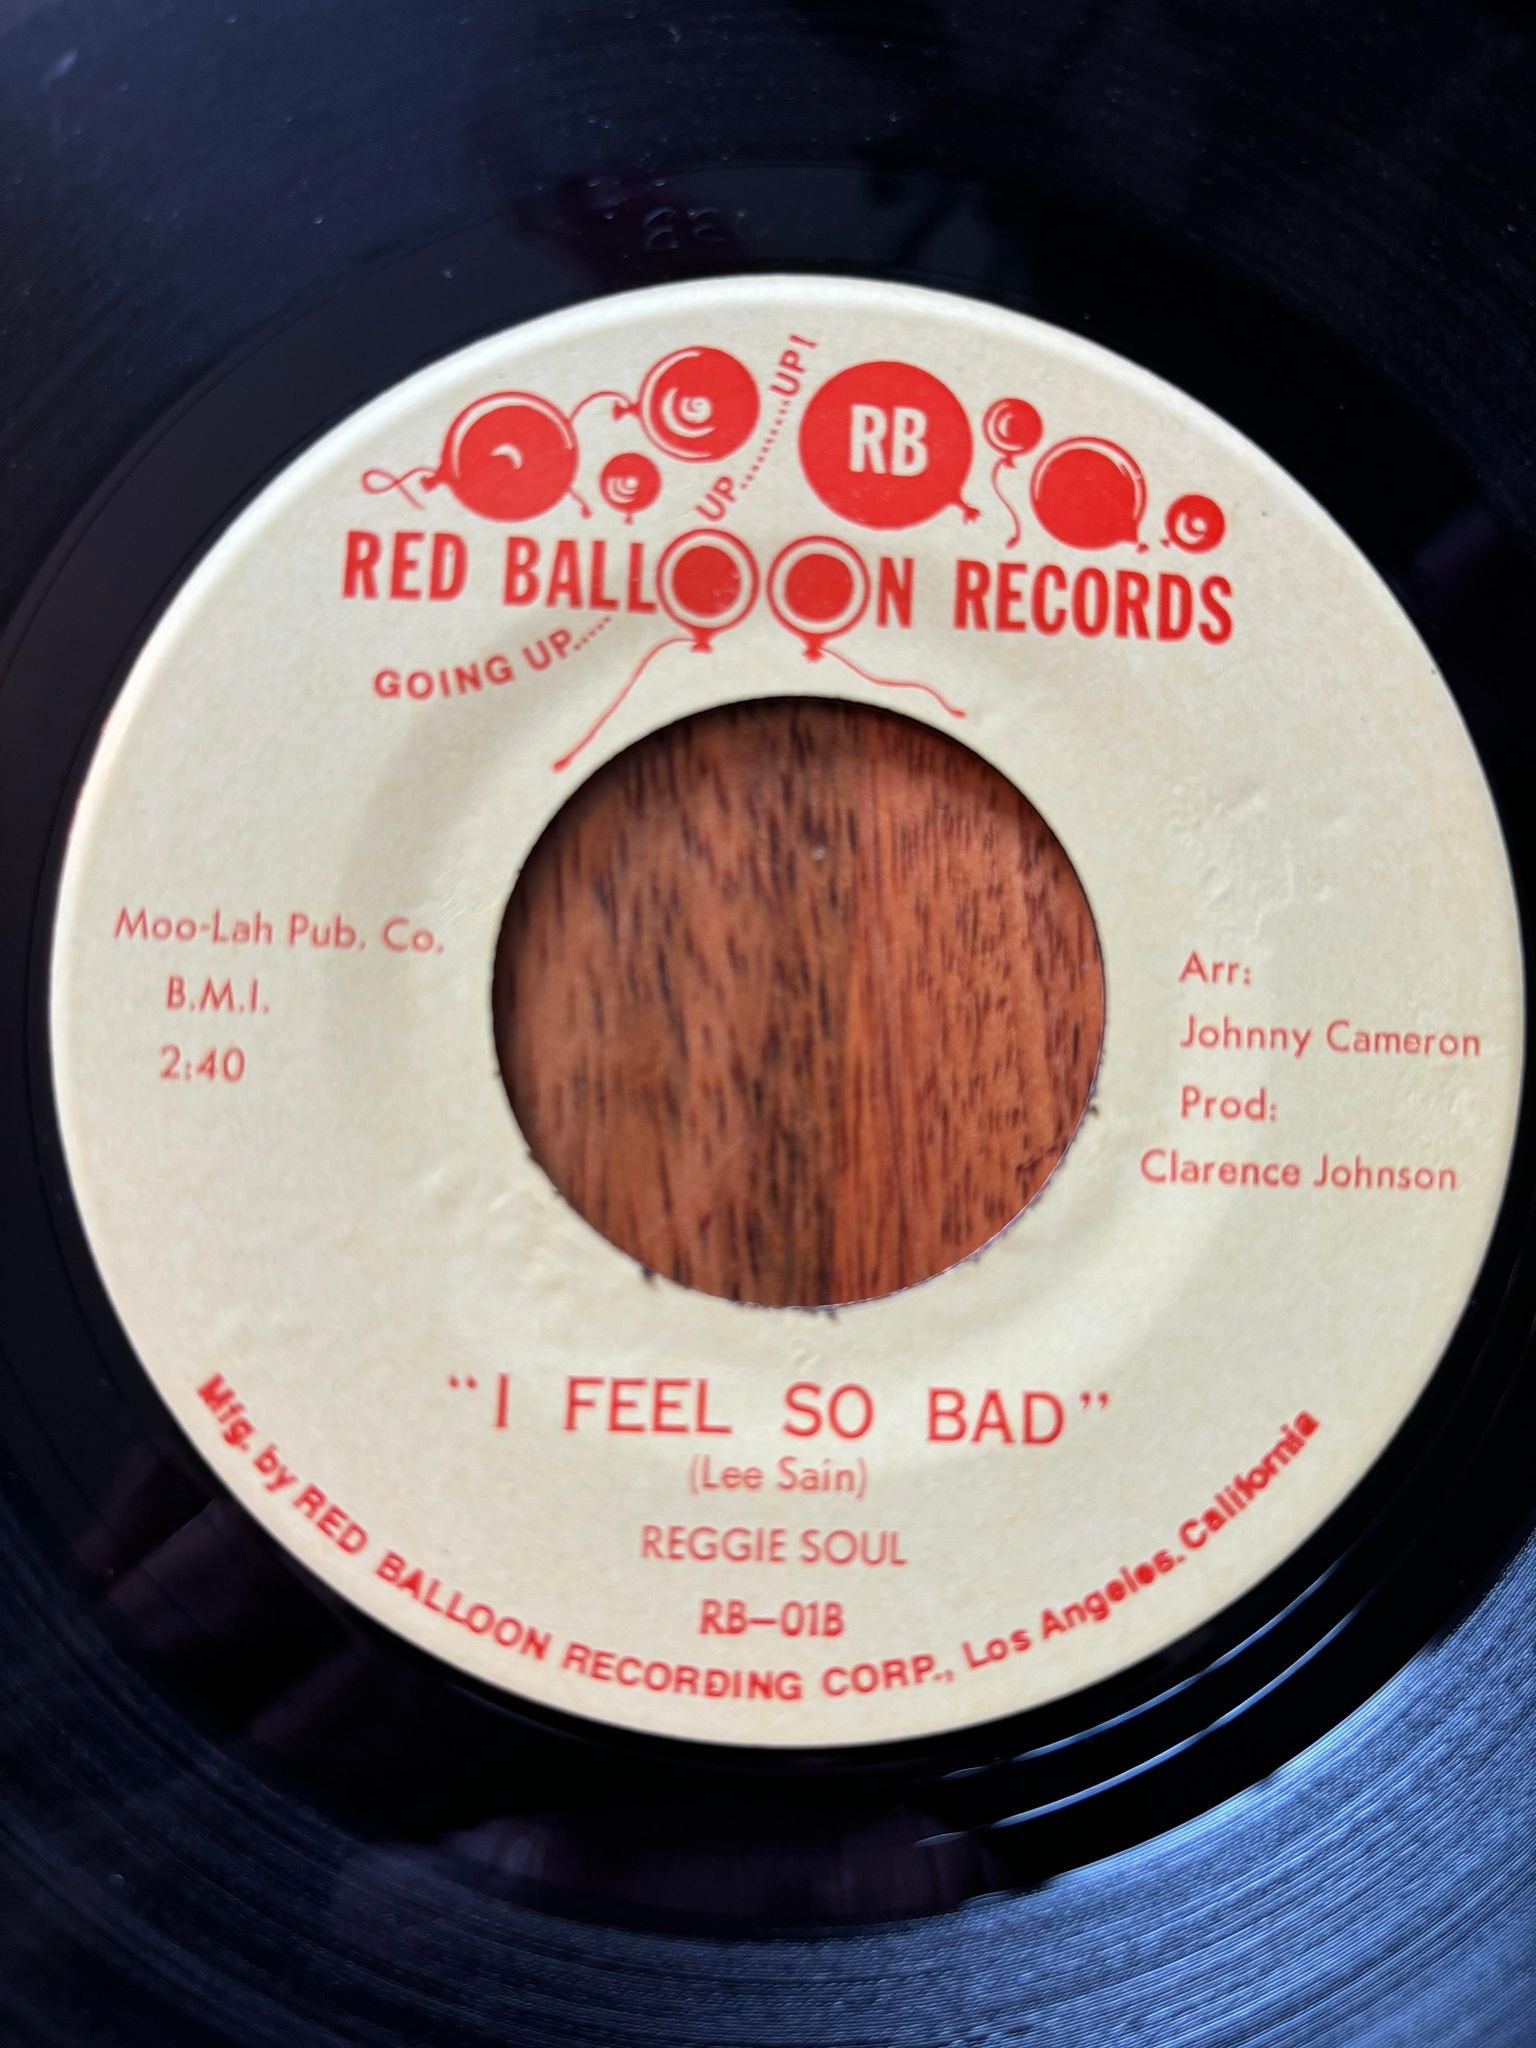 UP..........UP!
RB
RED BALLOON RECORDS
GOING UP.....
Moo-Lah Pub. Co.
B.M.I.
2:40
Arr:
Johnny Cameron
Prod:
Clarence Johnson
"I FEEL SO BAD"
(Lee Sain)
REGGIE SOUL
RB-01B
Mfg. by RED BALLOON RECORDING CORP., Los Angeles, California